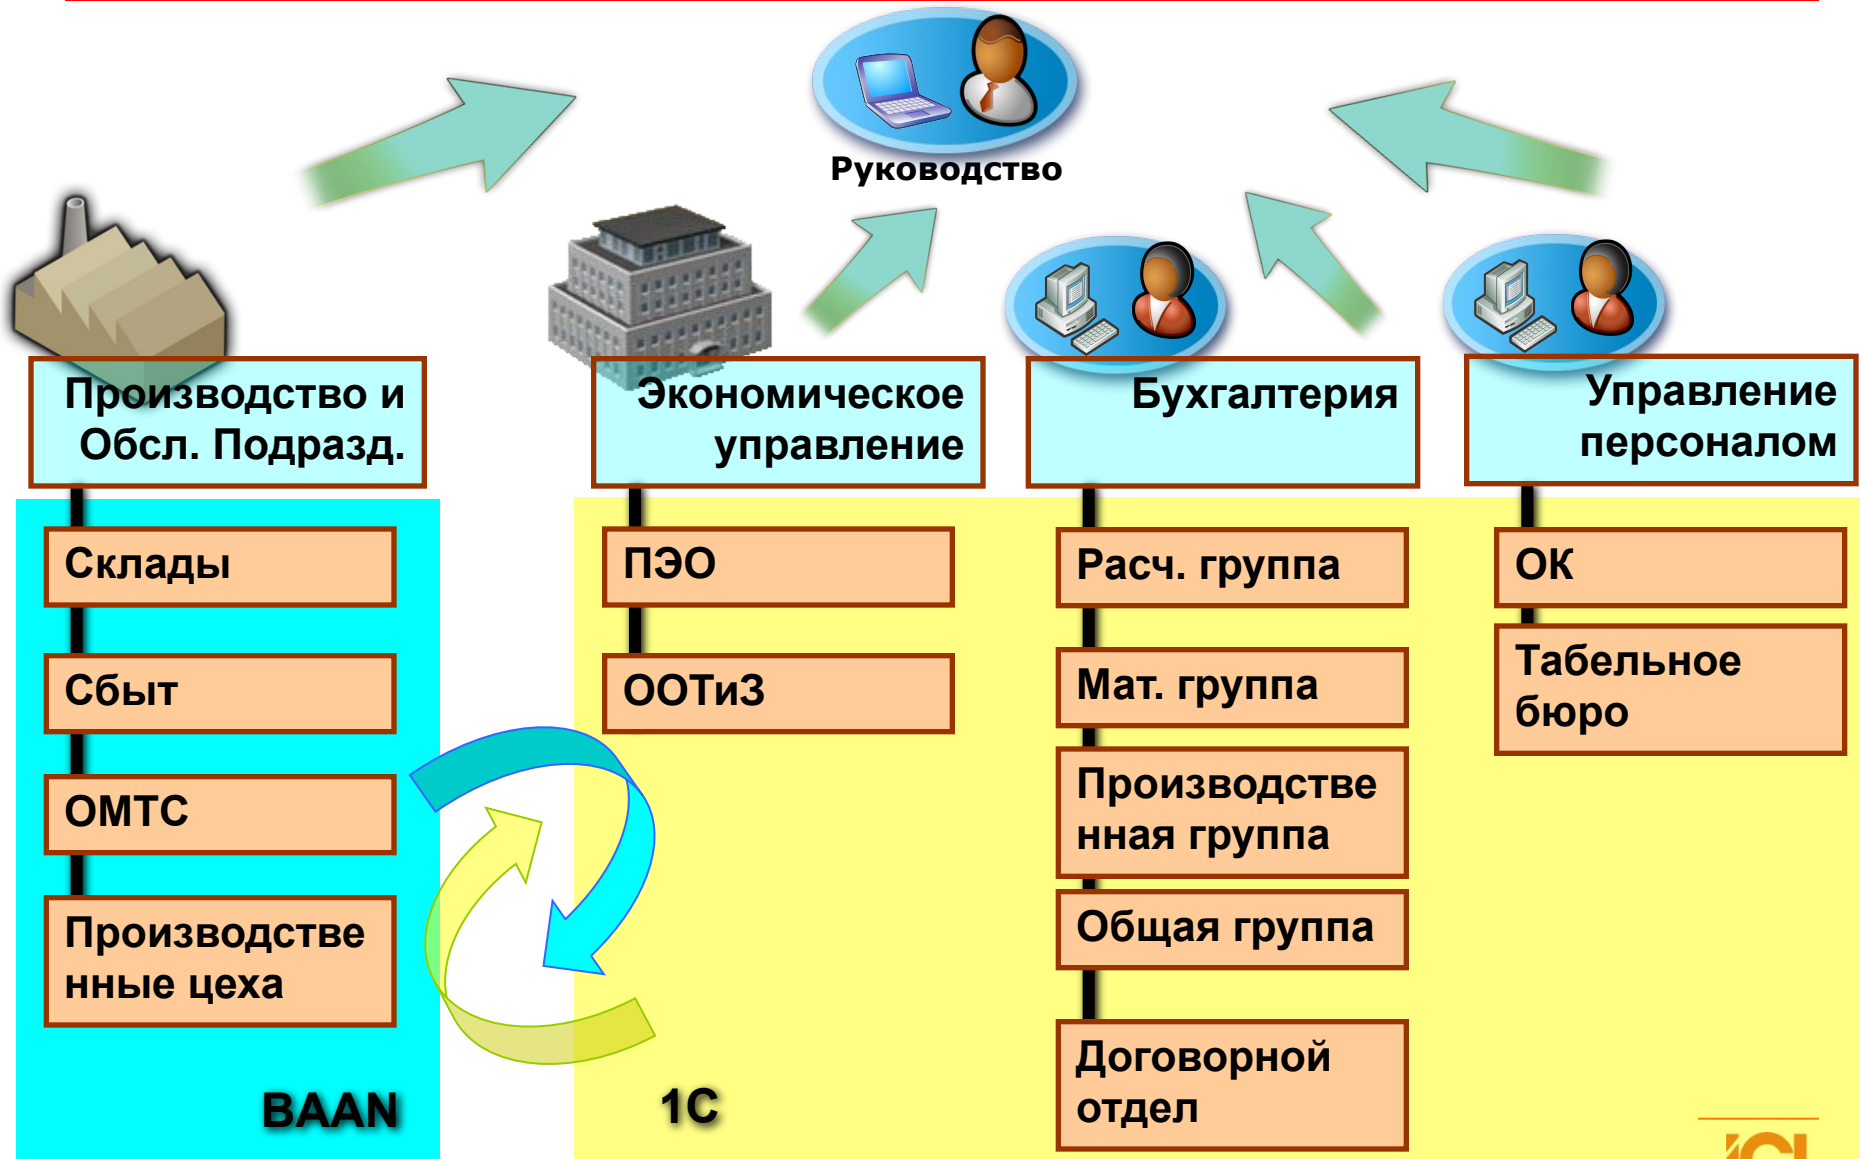 Руководство
Производство и
Обсл. Подразд.
Склады
Сбыт
ОМТС
Производстве
нные цеха
BAAN
Экономическое
управление
ПЭО
ООТиЗ
1С
Бухгалтерия
Расч. группа
Мат. группа
Производстве
нная группа
Общая группа
Договорной
отдел
Управление
персоналом
ОК
Табельное
бюро